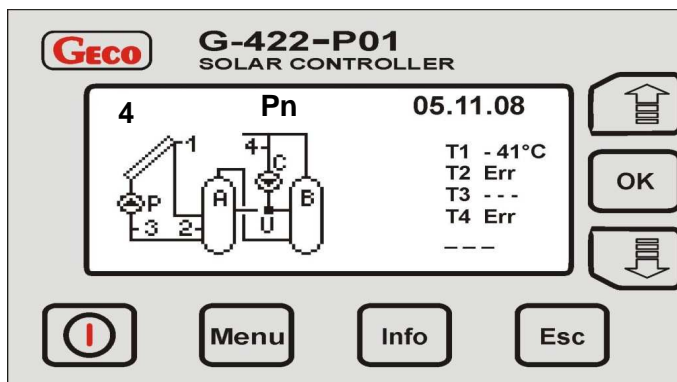 GECO
G-422-P01
SOLAR CONTROLLER
4 Pn 05.11.08
1
4
C
P
A
B
3
2
U
T1 - 41°C
T2 Err
T3 - - -
T4 Err
– – –
OK
Menu
Info
Esc